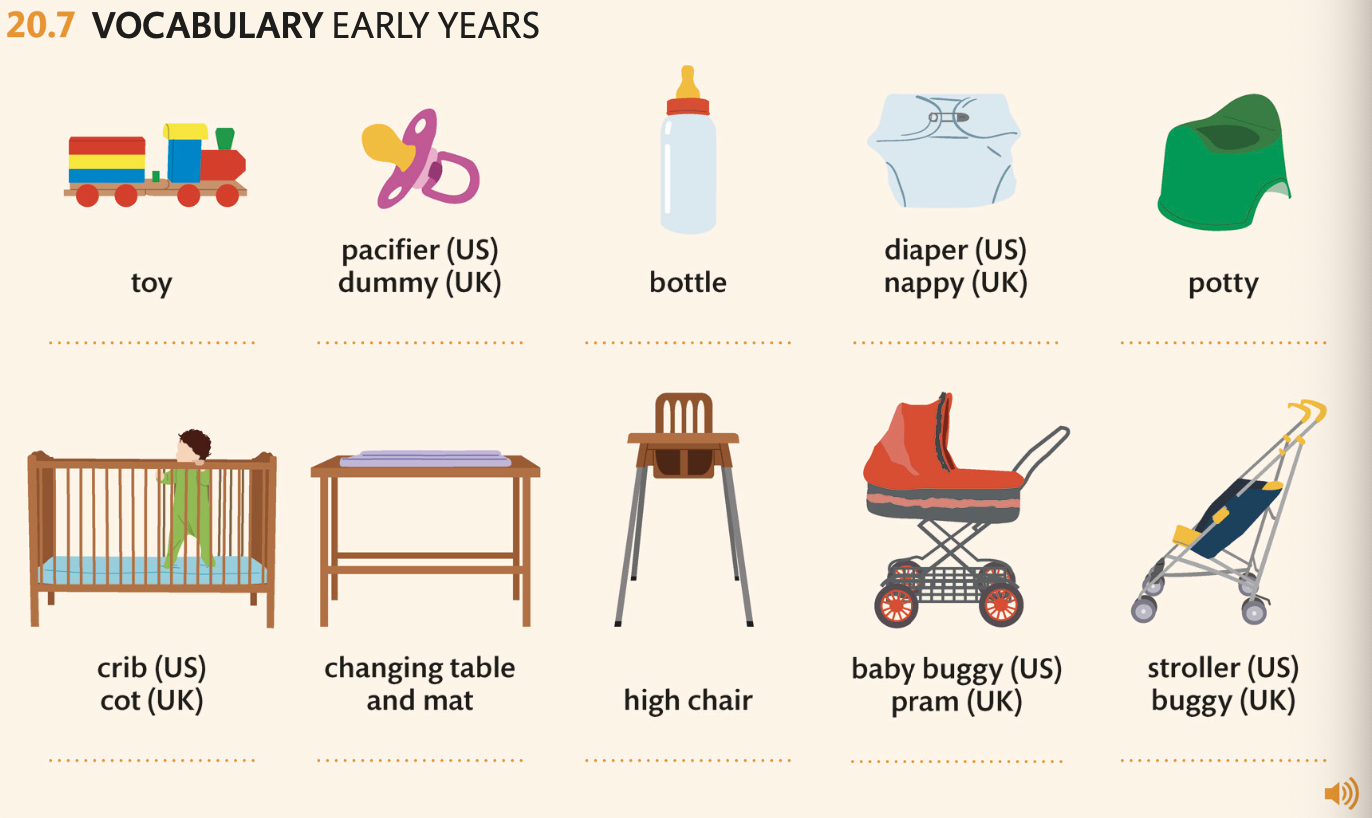 20.7 VOCABULARY EARLY YEARS
toy
pacifier (US)
dummy (UK)
bottle
diaper (US)
nappy (UK)
potty
crib (US)
cot (UK)
changing table
and mat
high chair
baby buggy (US)
pram (UK)
stroller (US)
buggy (UK)